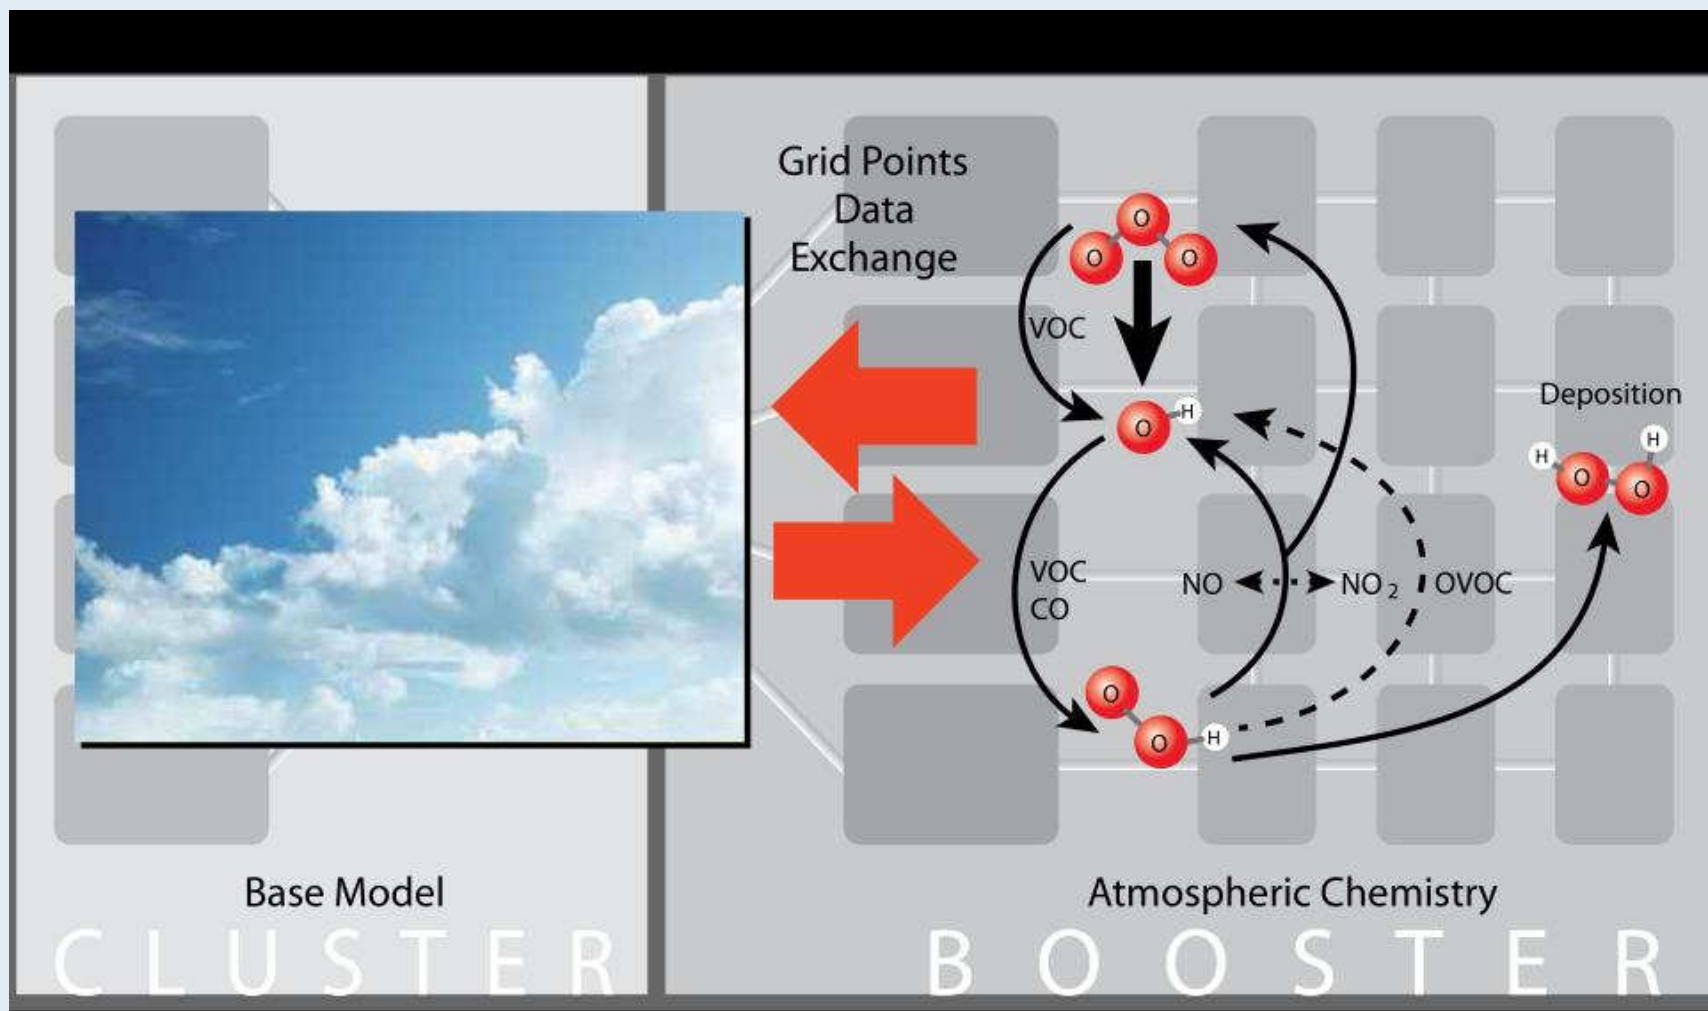 Grid Points
Data
Exchange
O
O
O
VOC
O
H
Deposition
H
H
O
O
VOC
CO
NO
NO2
OVOC
O
O
H
Base Model
Atmospheric Chemistry
CLUSTER
BOOSTER